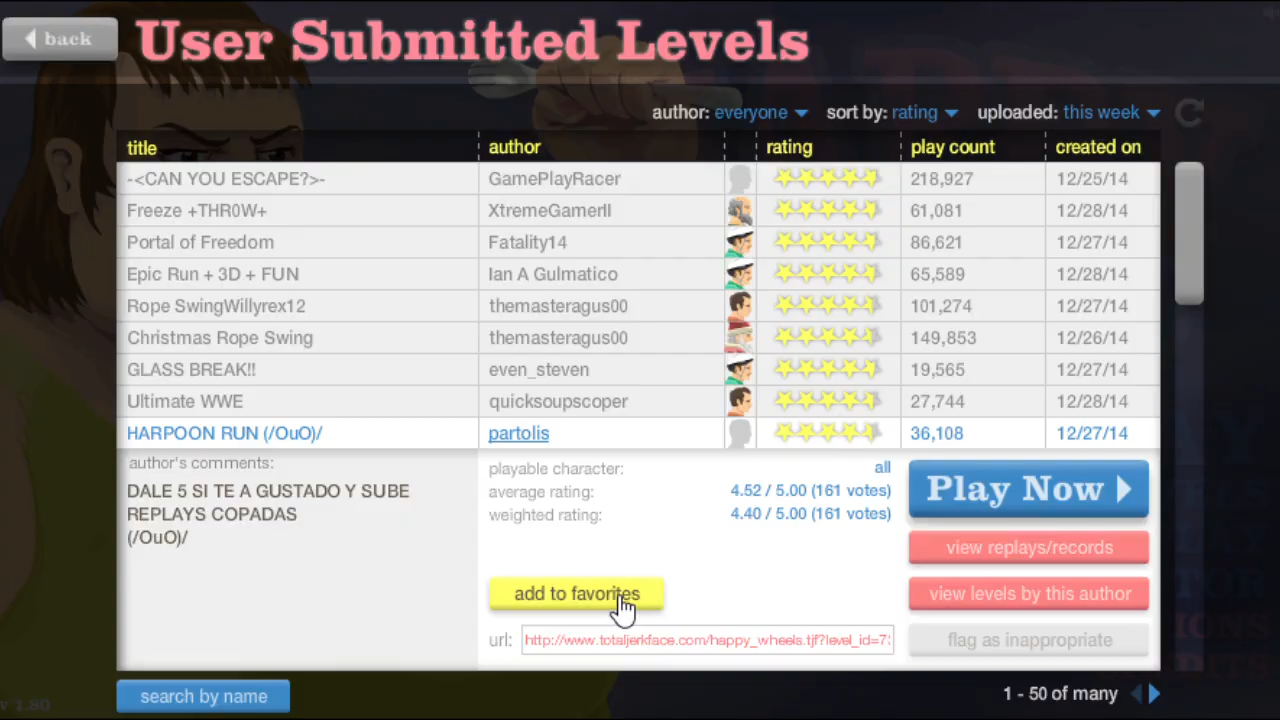 back
User Submitted Levels
author: everyone sort by: rating uploaded: this week
title author rating play count created on
-<CAN YOU ESCAPE?>- GamePlayRacer 218,927 12/25/14
Freeze +THR0W+ XtremeGamerII 61,081 12/28/14
Portal of Freedom Fatality14 86,621 12/27/14
Epic Run + 3D + FUN Ian A Gulmatico 65,589 12/28/14
Rope SwingWillyrex12 themasteragus00 101,274 12/27/14
Christmas Rope Swing themasteragus00 149,853 12/26/14
GLASS BREAK!! even_steven 19,565 12/27/14
Ultimate WWE quicksoupscoper 27,744 12/28/14
HARPOON RUN (/OuO)/ partolis 36,108 12/27/14
author's comments:
DALE 5 SI TE A GUSTADO Y SUBE
REPLAYS COPADAS
(/OuO)/
playable character: all
average rating: 4.52 / 5.00 (161 votes)
weighted rating: 4.40 / 5.00 (161 votes)
add to favorites
url: http://www.totaljerkface.com/happy_wheels.tjf?level_id=7
Play Now
view replays/records
view levels by this author
flag as inappropriate
search by name
1 - 50 of many
v 1.80